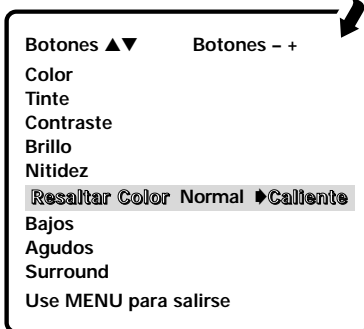 Botones ▲▼ Botones – +
Color
Tinte
Contraste
Brillo
Nitidez
Resaltar Color Normal ➧Caliente
Bajos
Agudos
Surround
Use MENU para salirse